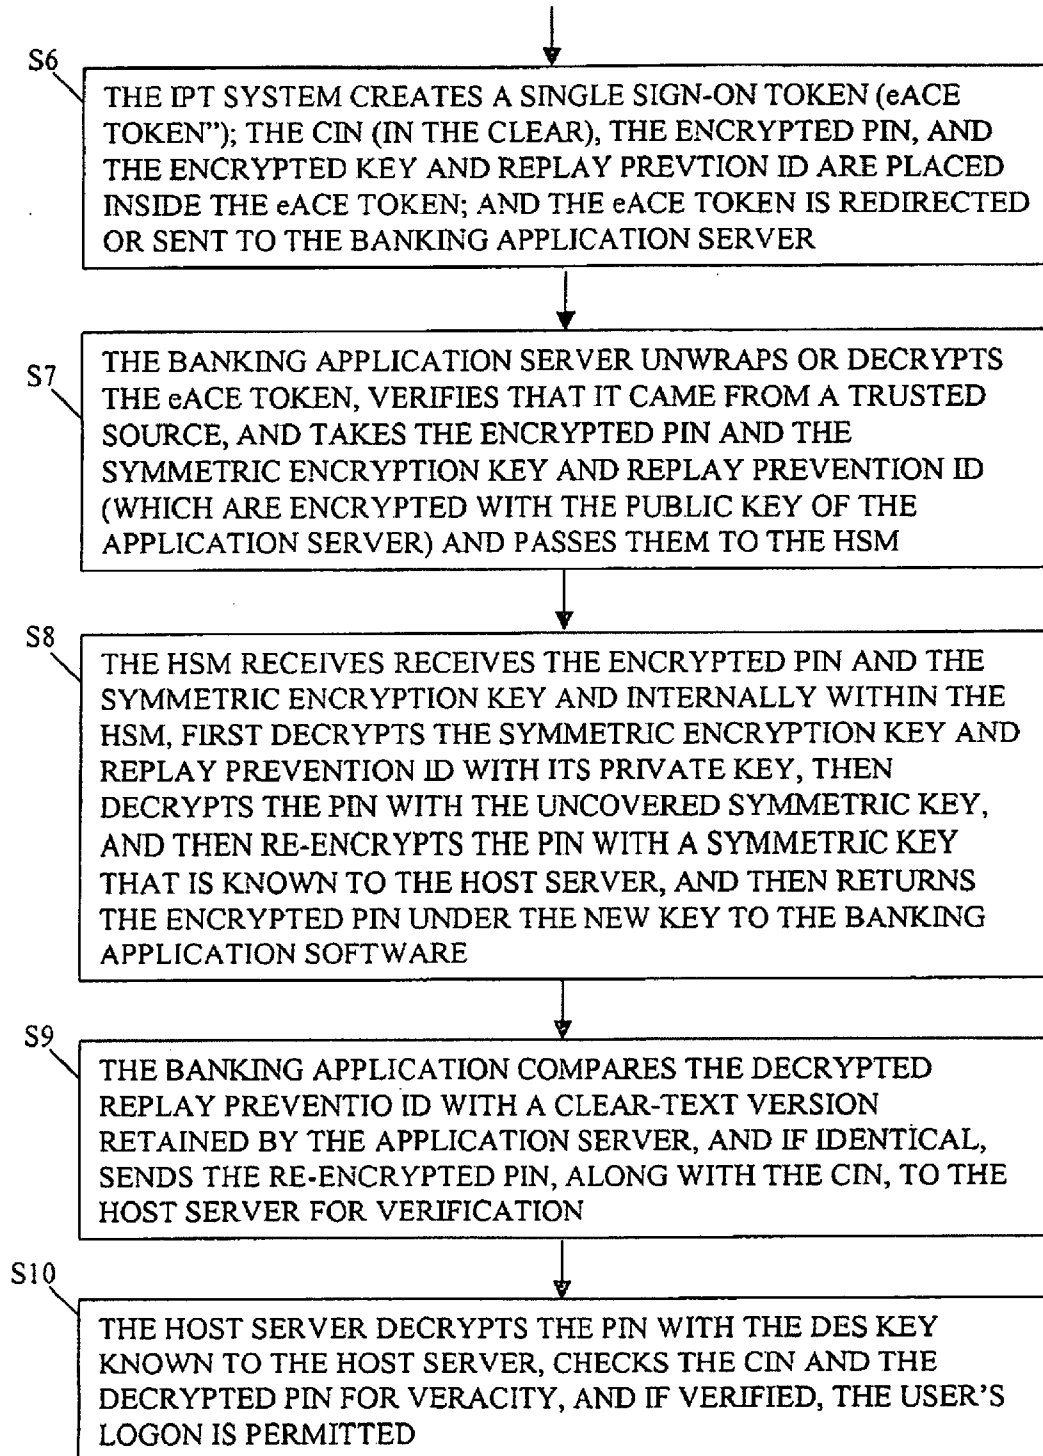 S6
THE IPT SYSTEM CREATES A SINGLE SIGN-ON TOKEN (eACE
TOKEN”); THE CIN (IN THE CLEAR), THE ENCRYPTED PIN, AND
THE ENCRYPTED KEY AND REPLAY PREVTION ID ARE PLACED
INSIDE THE eACE TOKEN; AND THE eACE TOKEN IS REDIRECTED
OR SENT TO THE BANKING APPLICATION SERVER
S7
THE BANKING APPLICATION SERVER UNWRAPS OR DECRYPTS
THE eACE TOKEN, VERIFIES THAT IT CAME FROM A TRUSTED
SOURCE, AND TAKES THE ENCRYPTED PIN AND THE
SYMMETRIC ENCRYPTION KEY AND REPLAY PREVENTION ID
(WHICH ARE ENCRYPTED WITH THE PUBLIC KEY OF THE
APPLICATION SERVER) AND PASSES THEM TO THE HSM
S8
THE HSM RECEIVES RECEIVES THE ENCRYPTED PIN AND THE
SYMMETRIC ENCRYPTION KEY AND INTERNALLY WITHIN THE
HSM, FIRST DECRYPTS THE SYMMETRIC ENCRYPTION KEY AND
REPLAY PREVENTION ID WITH ITS PRIVATE KEY, THEN
DECRYPTS THE PIN WITH THE UNCOVERED SYMMETRIC KEY,
AND THEN RE-ENCRYPTS THE PIN WITH A SYMMETRIC KEY
THAT IS KNOWN TO THE HOST SERVER, AND THEN RETURNS
THE ENCRYPTED PIN UNDER THE NEW KEY TO THE BANKING
APPLICATION SOFTWARE
S9
THE BANKING APPLICATION COMPARES THE DECRYPTED
REPLAY PREVENTIO ID WITH A CLEAR-TEXT VERSION
RETAINED BY THE APPLICATION SERVER, AND IF IDENTICAL,
SENDS THE RE-ENCRYPTED PIN, ALONG WITH THE CIN, TO THE
HOST SERVER FOR VERIFICATION
S10
THE HOST SERVER DECRYPTS THE PIN WITH THE DES KEY
KNOWN TO THE HOST SERVER, CHECKS THE CIN AND THE
DECRYPTED PIN FOR VERACITY, AND IF VERIFIED, THE USER'S
LOGON IS PERMITTED